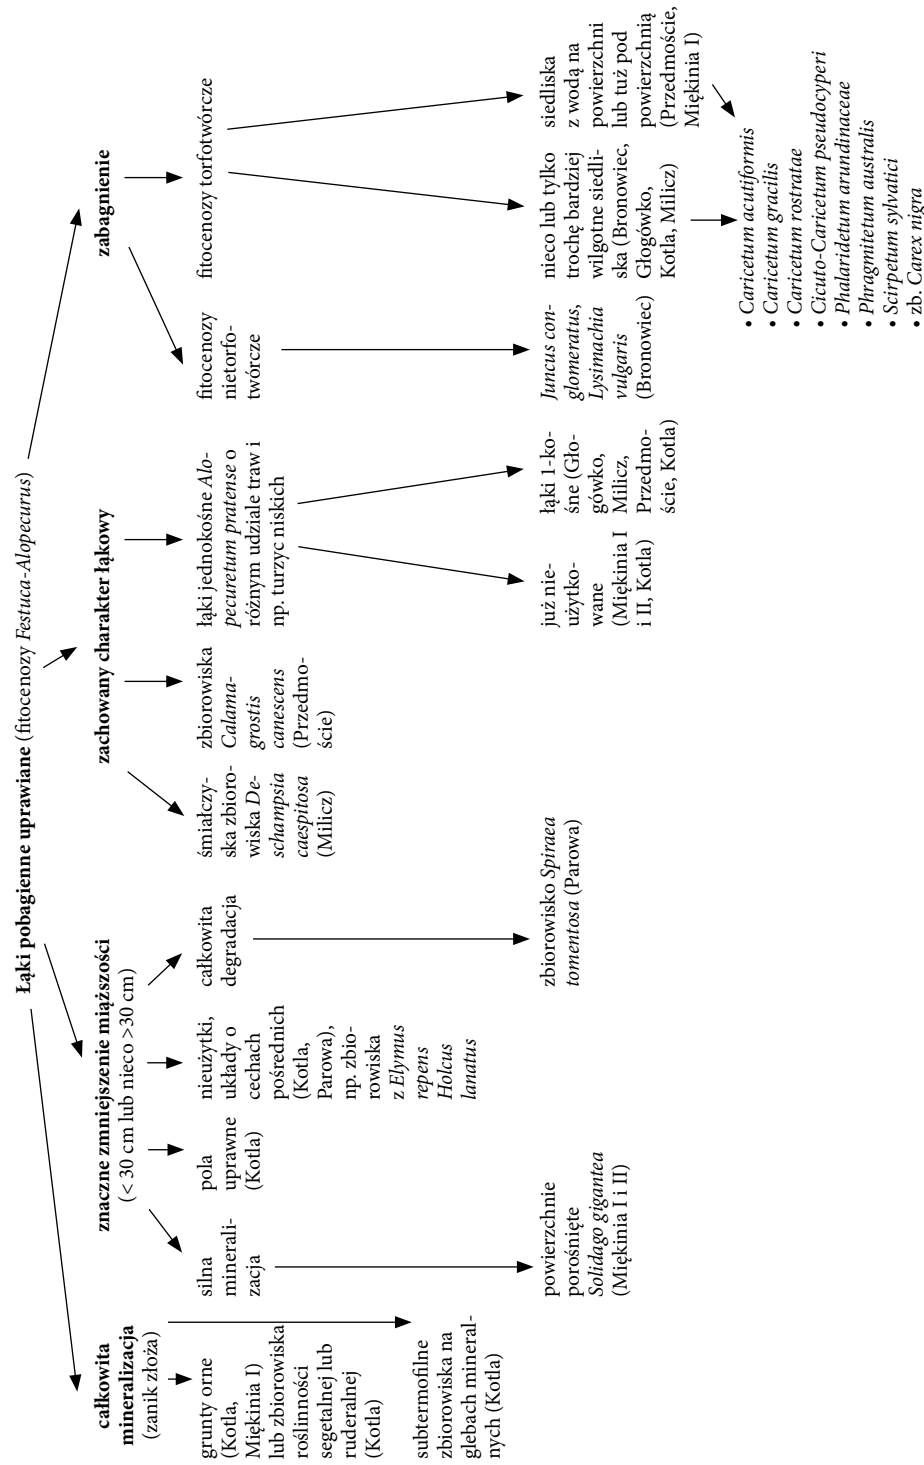 Łąki pobagienne uprawiane (fitocenozy Festuca-Alopecurus)
całkowita
mineralizacja
(zanik złoża)
grunty orne
(Kotla,
Miękinia I)
lub zbiorowiska
roślinności
segetalnej lub
ruderalnej
(Kotla)
subtermofilne
zbiorowiska na
glebach mineral-
nych (Kotla)
znaczne zmniejszenie miąższości
(< 30 cm lub nieco >30 cm)
silna
minerali-
zacja
powierzchnie
porośnięte
Solidago gigantea
(Miękinia I i II)
pola
uprawne
(Kotla)
nieużytki,
układy o
cechach
pośrednich
(Kotla,
Parowa),
np. zbio-
rowiska
z Elymus
repens
Holcus
lanatus
całkowita
degradacja
zbiorowisko Spiraea
tomentosa (Parowa)
zachowany charakter łąkowy
śmiałczy-
ska zbioro-
wiska De-
schampsia
caespitosa
(Milicz)
zbiorowiska
Calama-
grostis
canescens
(Przedmo-
ście)
łąki jednokośne Alo-
pecuretum pratense o
różnym udziale traw i
np. turzyc niskich
już nie-
użytko-
wane
(Miękinia I
i II, Kotla)
łąki 1-ko-
śne (Gło-
gówko,
Milicz,
Przedmo-
ście, Kotla)
zabagnienie
fitocenozy
nietorfo-
twórcze
Juncus con-
glomeratus,
Lysimachia
vulgaris
(Bronowiec)
fitocenozy torfotwórcze
nieco lub tylko
trochę bardziej
wilgotne siedli-
ska (Bronowiec,
Głogówko,
Kotla, Milicz)
siedliska
z wodą na
powierzchni
lub tuż pod
powierzchnią
(Przedmoście,
Miękinia I)
• Caricetum acutiformis
• Caricetum gracilis
• Caricetum rostratae
• Cicuto-Caricetum pseudocyperi
• Phalaridetum arundinaceae
• Phragmitetum australis
• Scirpetum sylvatici
• zb. Carex nigra